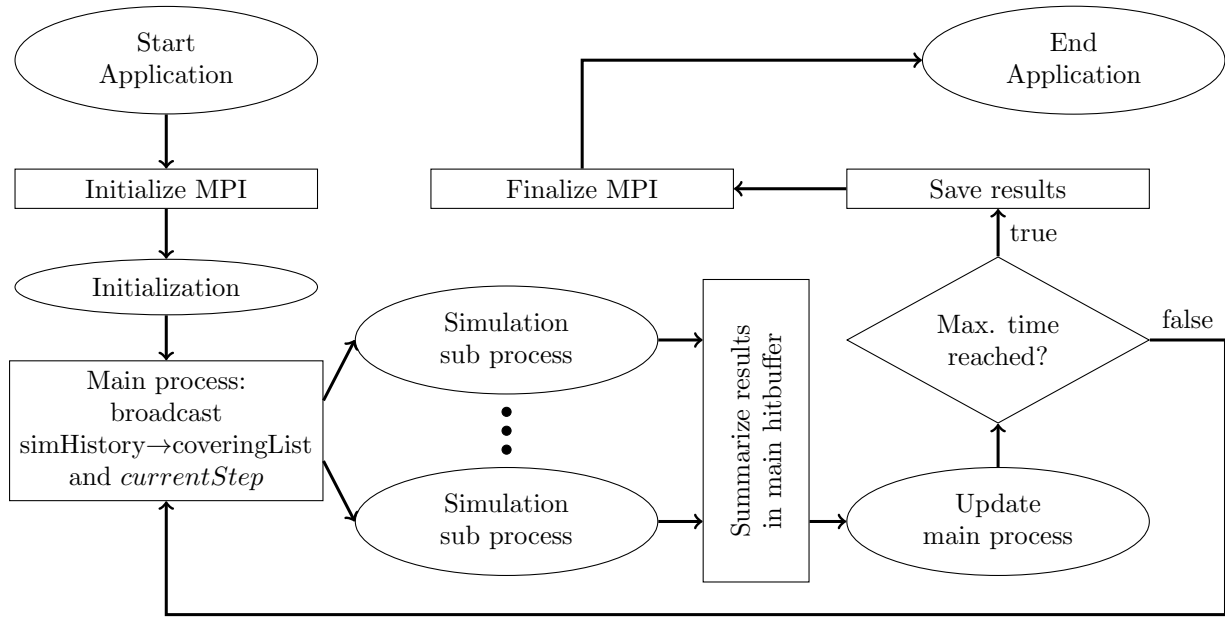 Start
Application
End
Application
Initialize MPI
Finalize MPI
Save results
true
Initialization
Simulation
sub process
Summarize results
in main hitbuffer
Max. time
reached?
false
Main process:
broadcast
simHistory→coveringList
and currentStep
Simulation
sub process
Update
main process